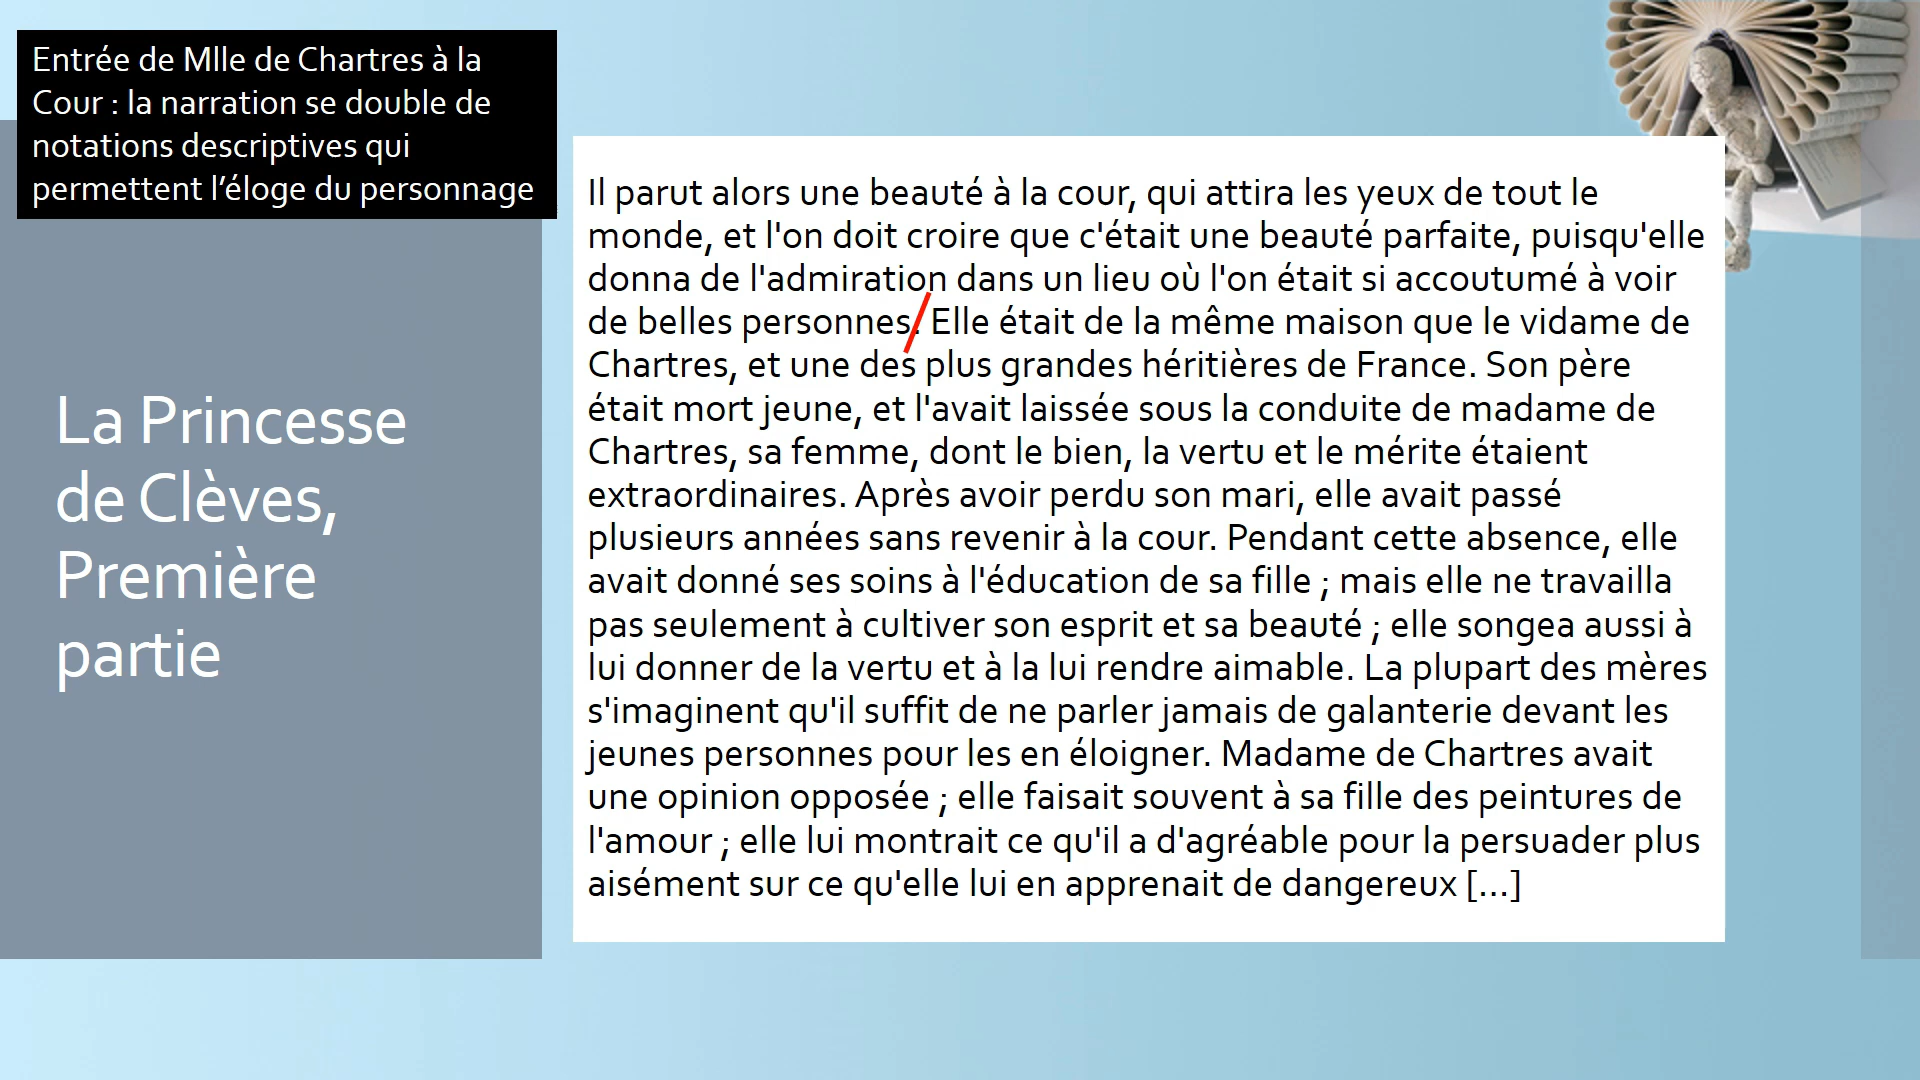 Entrée de Mlle de Chartres à la
Cour : la narration se double de
notations descriptives qui
permettent l’éloge du personnage
La Princesse
de Clèves,
Première
partie
Il parut alors une beauté à la cour, qui attira les yeux de tout le
monde, et l'on doit croire que c'était une beauté parfaite, puisqu'elle
donna de l'admiration dans un lieu où l'on était si accoutumé à voir
de belles personnes. Elle était de la même maison que le vidame de
Chartres, et une des plus grandes héritières de France. Son père
était mort jeune, et l'avait laissée sous la conduite de madame de
Chartres, sa femme, dont le bien, la vertu et le mérite étaient
extraordinaires. Après avoir perdu son mari, elle avait passé
plusieurs années sans revenir à la cour. Pendant cette absence, elle
avait donné ses soins à l'éducation de sa fille ; mais elle ne travailla
pas seulement à cultiver son esprit et sa beauté ; elle songea aussi à
lui donner de la vertu et à la lui rendre aimable. La plupart des mères
s'imaginent qu'il suffit de ne parler jamais de galanterie devant les
jeunes personnes pour les en éloigner. Madame de Chartres avait
une opinion opposée ; elle faisait souvent à sa fille des peintures de
l'amour ; elle lui montrait ce qu'il a d'agréable pour la persuader plus
aisément sur ce qu'elle lui en apprenait de dangereux [...]